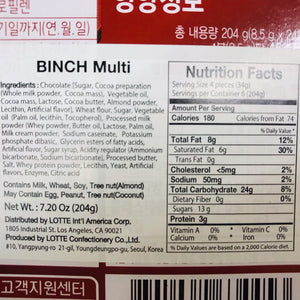 로필렌
기일까지(연.월.일)
영양정보
총 내용량 204 g(8.5 g x 24
BINCH Multi
Ingredients: Chocolate [Sugar, Cocoa preparation
(Whole milk powder, Cocoa mass), Vegetable oil,
Cocoa mass, Lactose, Cocoa butter, Almond powder,
Lecithin, Artificial flavor], Wheat flour, Sugar, Vegetable
oil (Palm oil, lecithin, Tocopherol), Processed milk
powder (Whey powder, Butter oil, Lactose, Palm oil,
Milk cream powder, Sodium caseinate, Potassium
phosphate Dibasic, Glycerin esters of fatty acids,
Artificial flavor), Sugar syrup, Acidity regulator (Ammonium
bicarbonate, Sodium bicarbonate), Processed butter,
Salt, Whey protein, Lecithin, Yeast extract, Artificial
flavors, Enzyme, Citric acid
Contains Milk, Wheat, Soy, Tree nut(Almond)
May Contain Egg, Peanut, Tree nut(Coconut)
Net Wt. 7.20 Oz (204g)
Distributed by LOTTE Int'l America Corp.
1805 Industrial St. Los Angeles, CA 90021
Produced by LOTTE Confectionery Co., Ltd.
#10, Yangpyung-ro 21-gil, Youngdeungpo-gu, Seoul, Korea
Nutrition Facts
Serving Size 4 pieces (34g)
Servings per Container 6 (204g)
Amount Per Serving
Calories 180 Calories from Fat 74
% Daily Value*
Total Fat 8g 12%
Saturated Fat 6g 30%
Trans Fat 0g
Cholesterol <5mg 2%
Sodium 50mg 2%
Total Carbohydrate 24g 8%
Sugars 13 g
Protein 3g
Vitamin A 0% * Vitamin C 0%
Calcium 0% * Iron 0%
* % Daily Values are based on a 2,000 Calorie diet.
고객지원센터